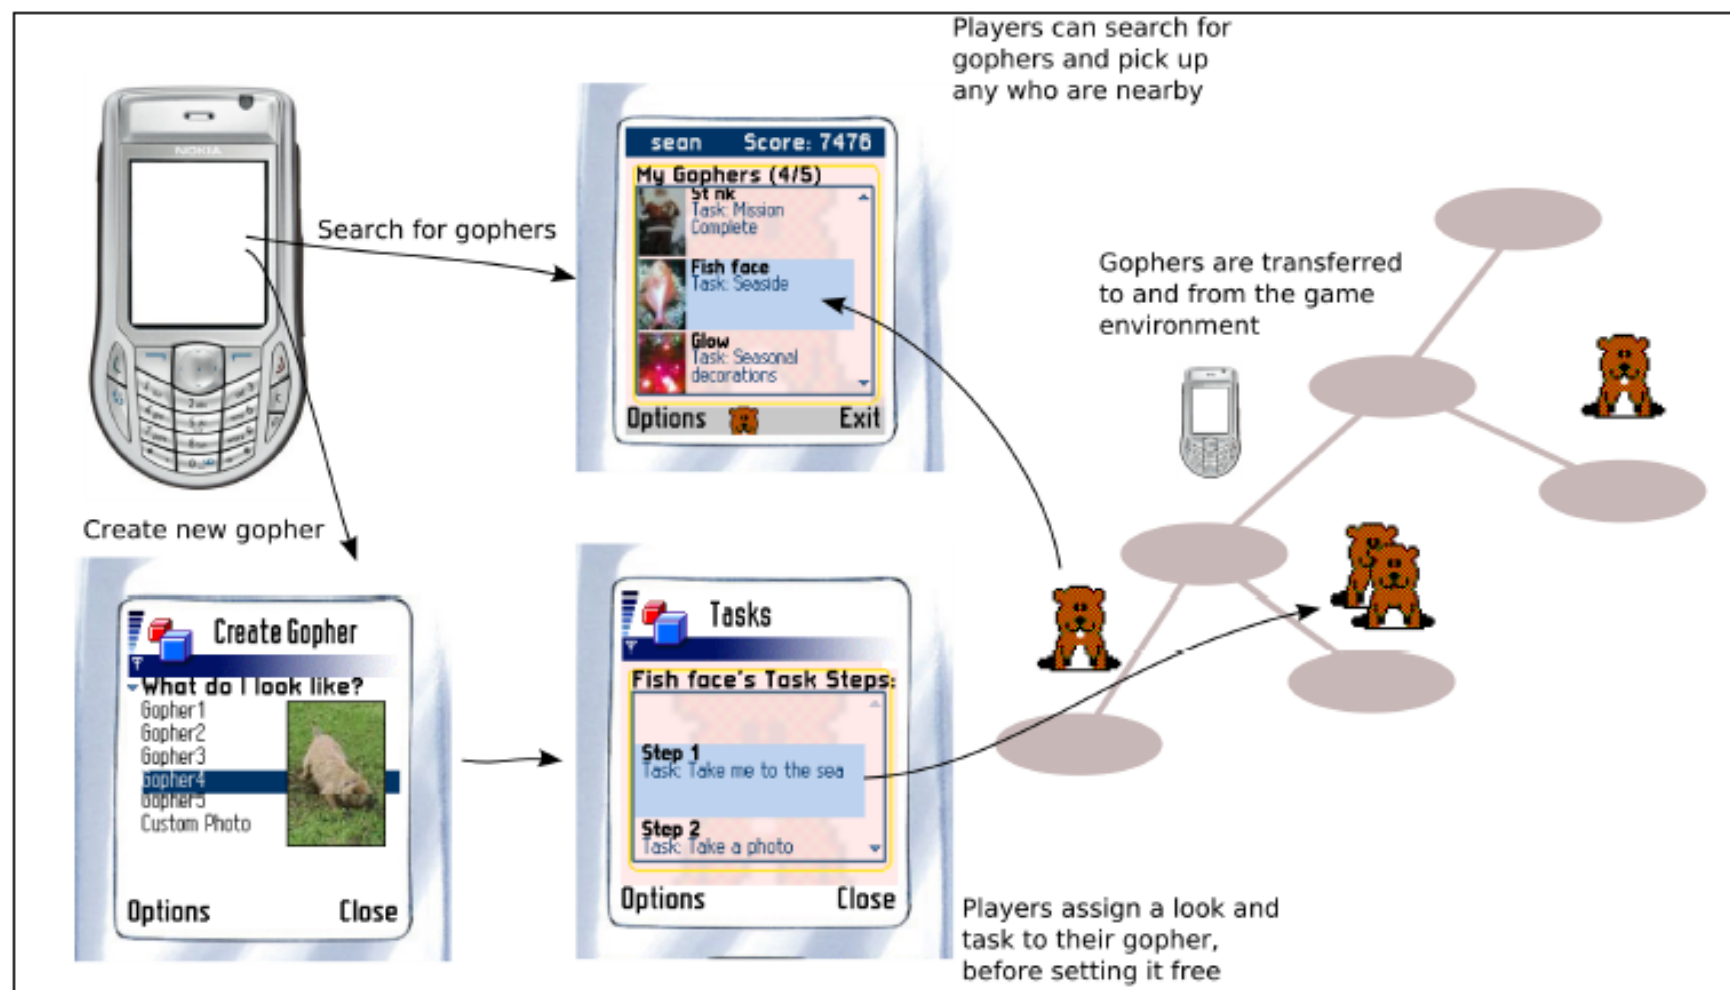 Players can search for
gophers and pick up
any who are nearby
NOKIA
Search for gophers
sean Score: 7476
My Gophers (4/5)
Task: Mission
Complete
Fish face
Task: Seaside
Glow
Task: Seasonal
decorations
Options Exit
Gophers are transferred
to and from the game
environment
Create new gopher
Create Gopher
What do I look like?
Gopher1
Gopher2
Gopher3
Gopher4
Gopher5
Custom Photo
Options Close
Tasks
Fish face's Task Steps:
Step 1
Task: Take me to the sea
Step 2
Task: Take a photo
Options Close
Players assign a look and
task to their gopher,
before setting it free